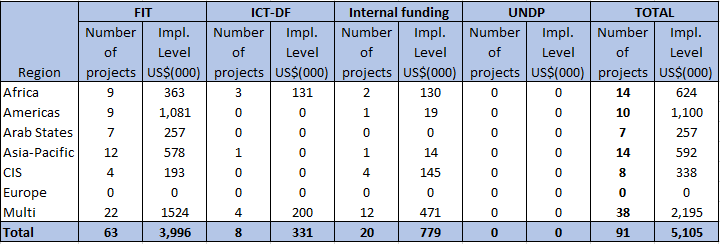 FIT ICT-DF Internal funding UNDP TOTAL
Number Impl. Number Impl. Number Impl. Number Impl. Number Impl.
of Level of Level of Level of Level of Level
Region projects US$(000) projects US$(000) projects US$(000) projects US$(000) projects US$(000)
Africa 9 363 3 131 2 130 0 0 14 624
Americas 9 1,081 0 0 1 19 0 0 10 1,100
Arab States 7 257 0 0 0 0 0 0 7 257
Asia-Pacific 12 578 1 0 1 14 0 0 14 592
CIS 4 193 0 0 4 145 0 0 8 338
Europe 0 0 0 0 0 0 0 0 0 0
Multi 22 1524 4 200 12 471 0 0 38 2,195
Total 63 3,996 8 331 20 779 0 0 91 5,105